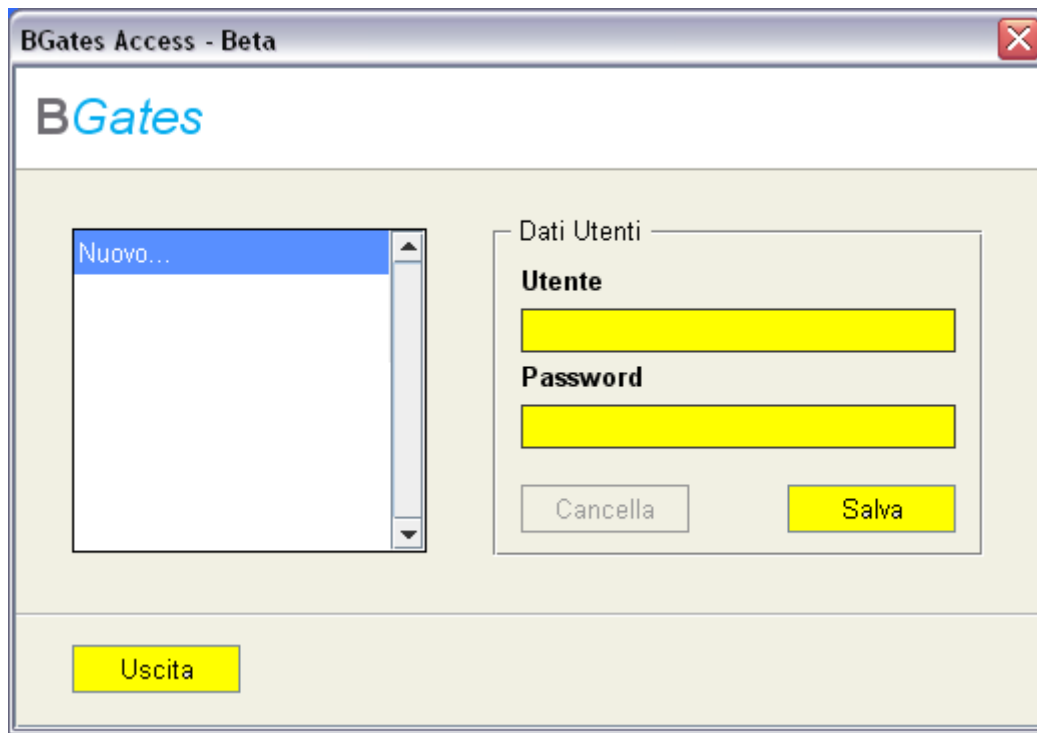 BGates Access - Beta
BGates
Nuovo...
Dati Utenti
Utente
Password
Cancella
Salva
Uscita